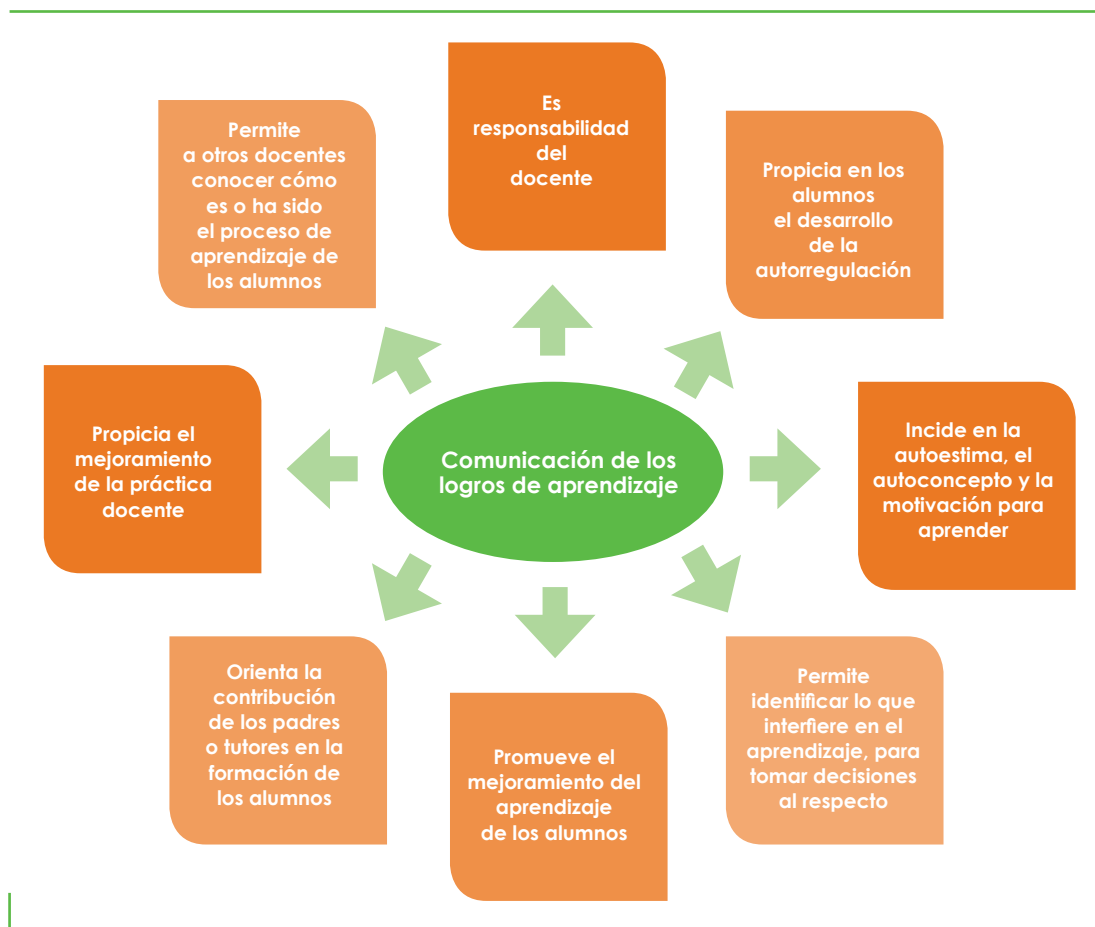 Es
responsabilidad
del
docente
Propicia en los
alumnos
el desarrollo
de la
autorregulación
Incide en la
autoestima, el
autoconcepto y la
motivación para
aprender
Permite
identificar lo que
interfiere en el
aprendizaje, para
tomar decisiones
al respecto
Promueve el
mejoramiento del
aprendizaje
de los alumnos
Orienta la
contribución
de los padres
o tutores en la
formación de
los alumnos
Propicia el
mejoramiento
de la práctica
docente
Permite
a otros docentes
conocer cómo
es o ha sido
el proceso de
aprendizaje de
los alumnos
Comunicación de los
logros de aprendizaje